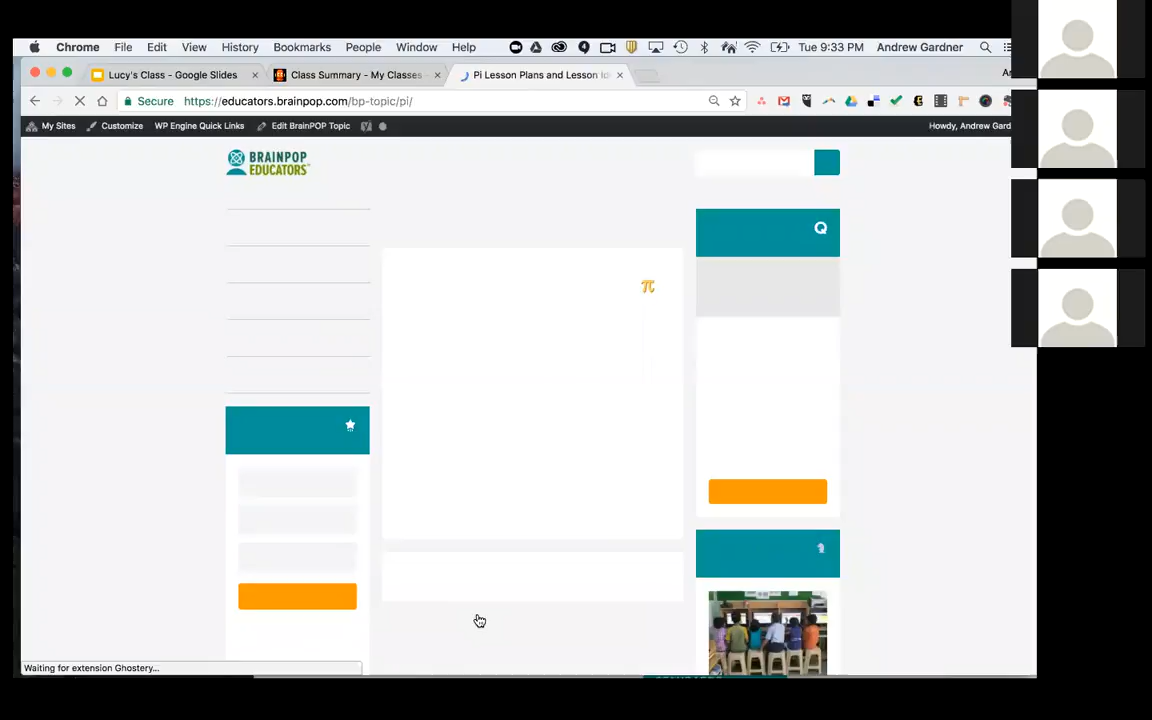 Chrome File Edit View History Bookmarks People Window Help Tue 9:33 PM Andrew Gardner
Lucy's Class - Google Slides Class Summary - My Classes - Pi Lesson Plans and Lesson Id
Secure https://educators.brainpop.com/bp-topic/pi/
My Sites Customize WP Engine Quick Links Edit BrainPOP Topic Howdy, Andrew Gard
BRAINPOP
EDUCATORS
π
Waiting for extension Ghostery...